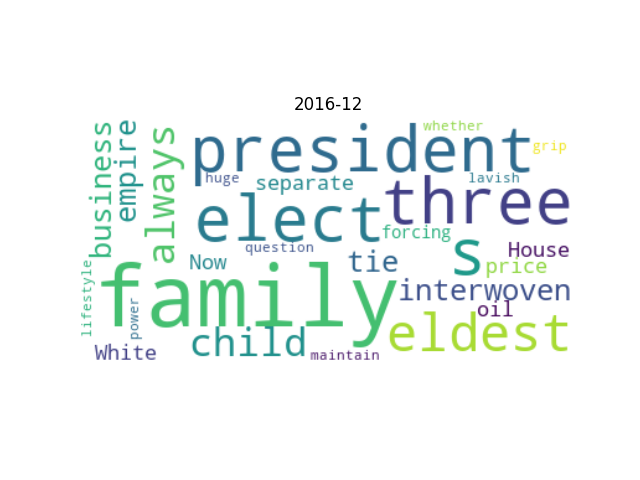 2016-12
whether
president
grip
business
empire
always
huge
separate
lavish
three
elect
forcing
question
s
House
Now
tie
price
lifestyle
family
interwoven
power
oil
eldest
child
White
maintain